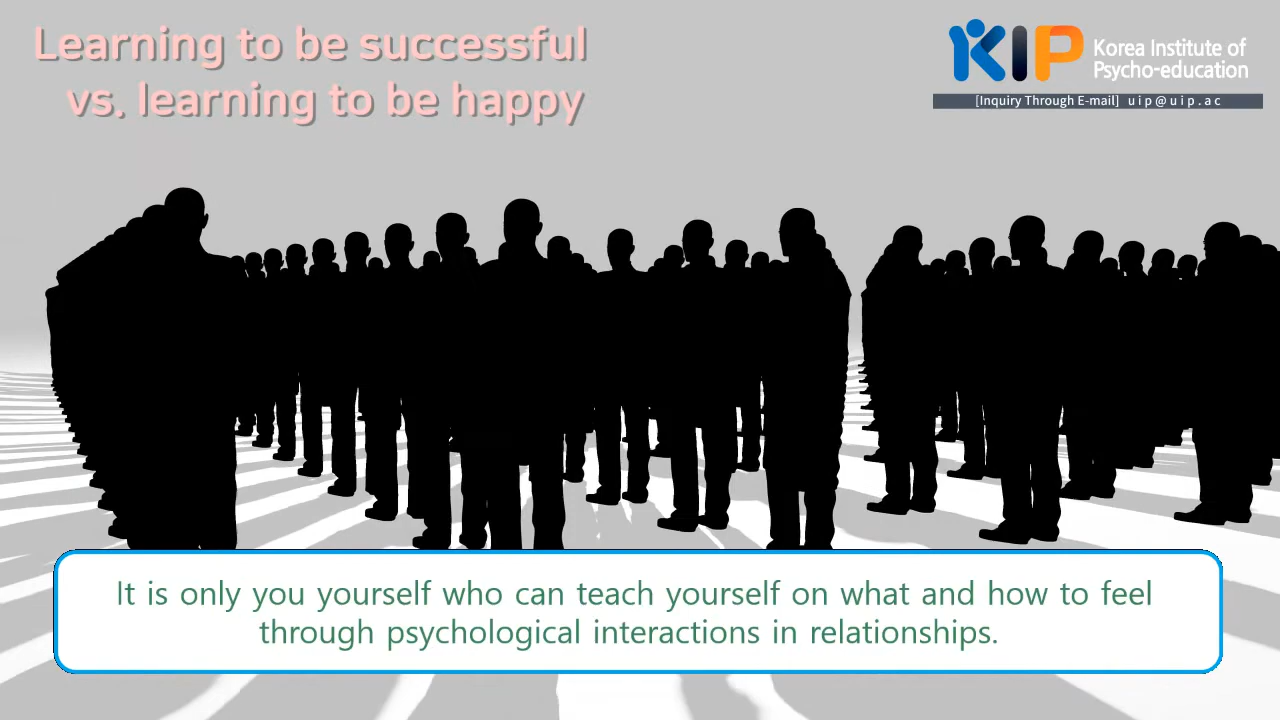 Learning to be successful
vs. learning to be happy
KIP
Korea Institute of
Psycho-education
[Inquiry Through E-mail] uip@uip.ac
It is only you yourself who can teach yourself on what and how to feel
through psychological interactions in relationships.